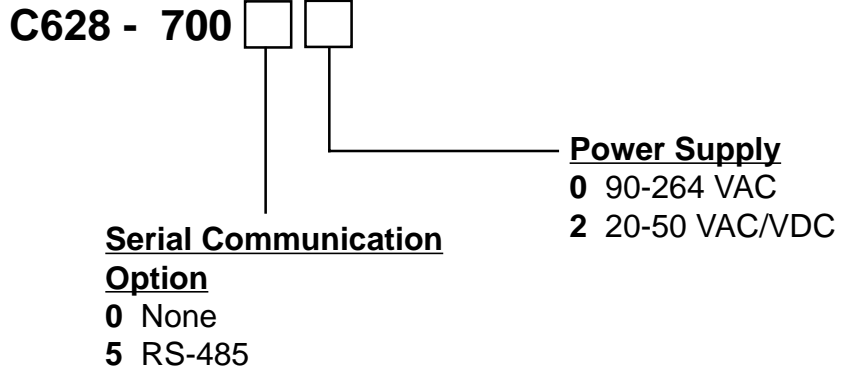 C628 - 700
Power Supply
0 90-264 VAC
2 20-50 VAC/VDC
Serial Communication
Option
0 None
5 RS-485